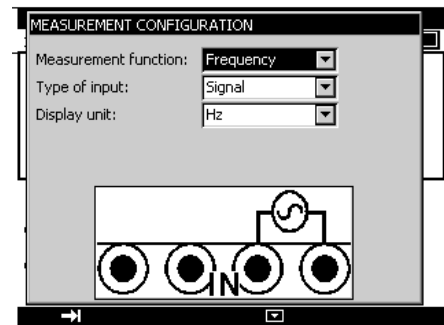 MEASUREMENT CONFIGURATION
Measurement function: Frequency
Type of input: Signal
Display unit: Hz
IN